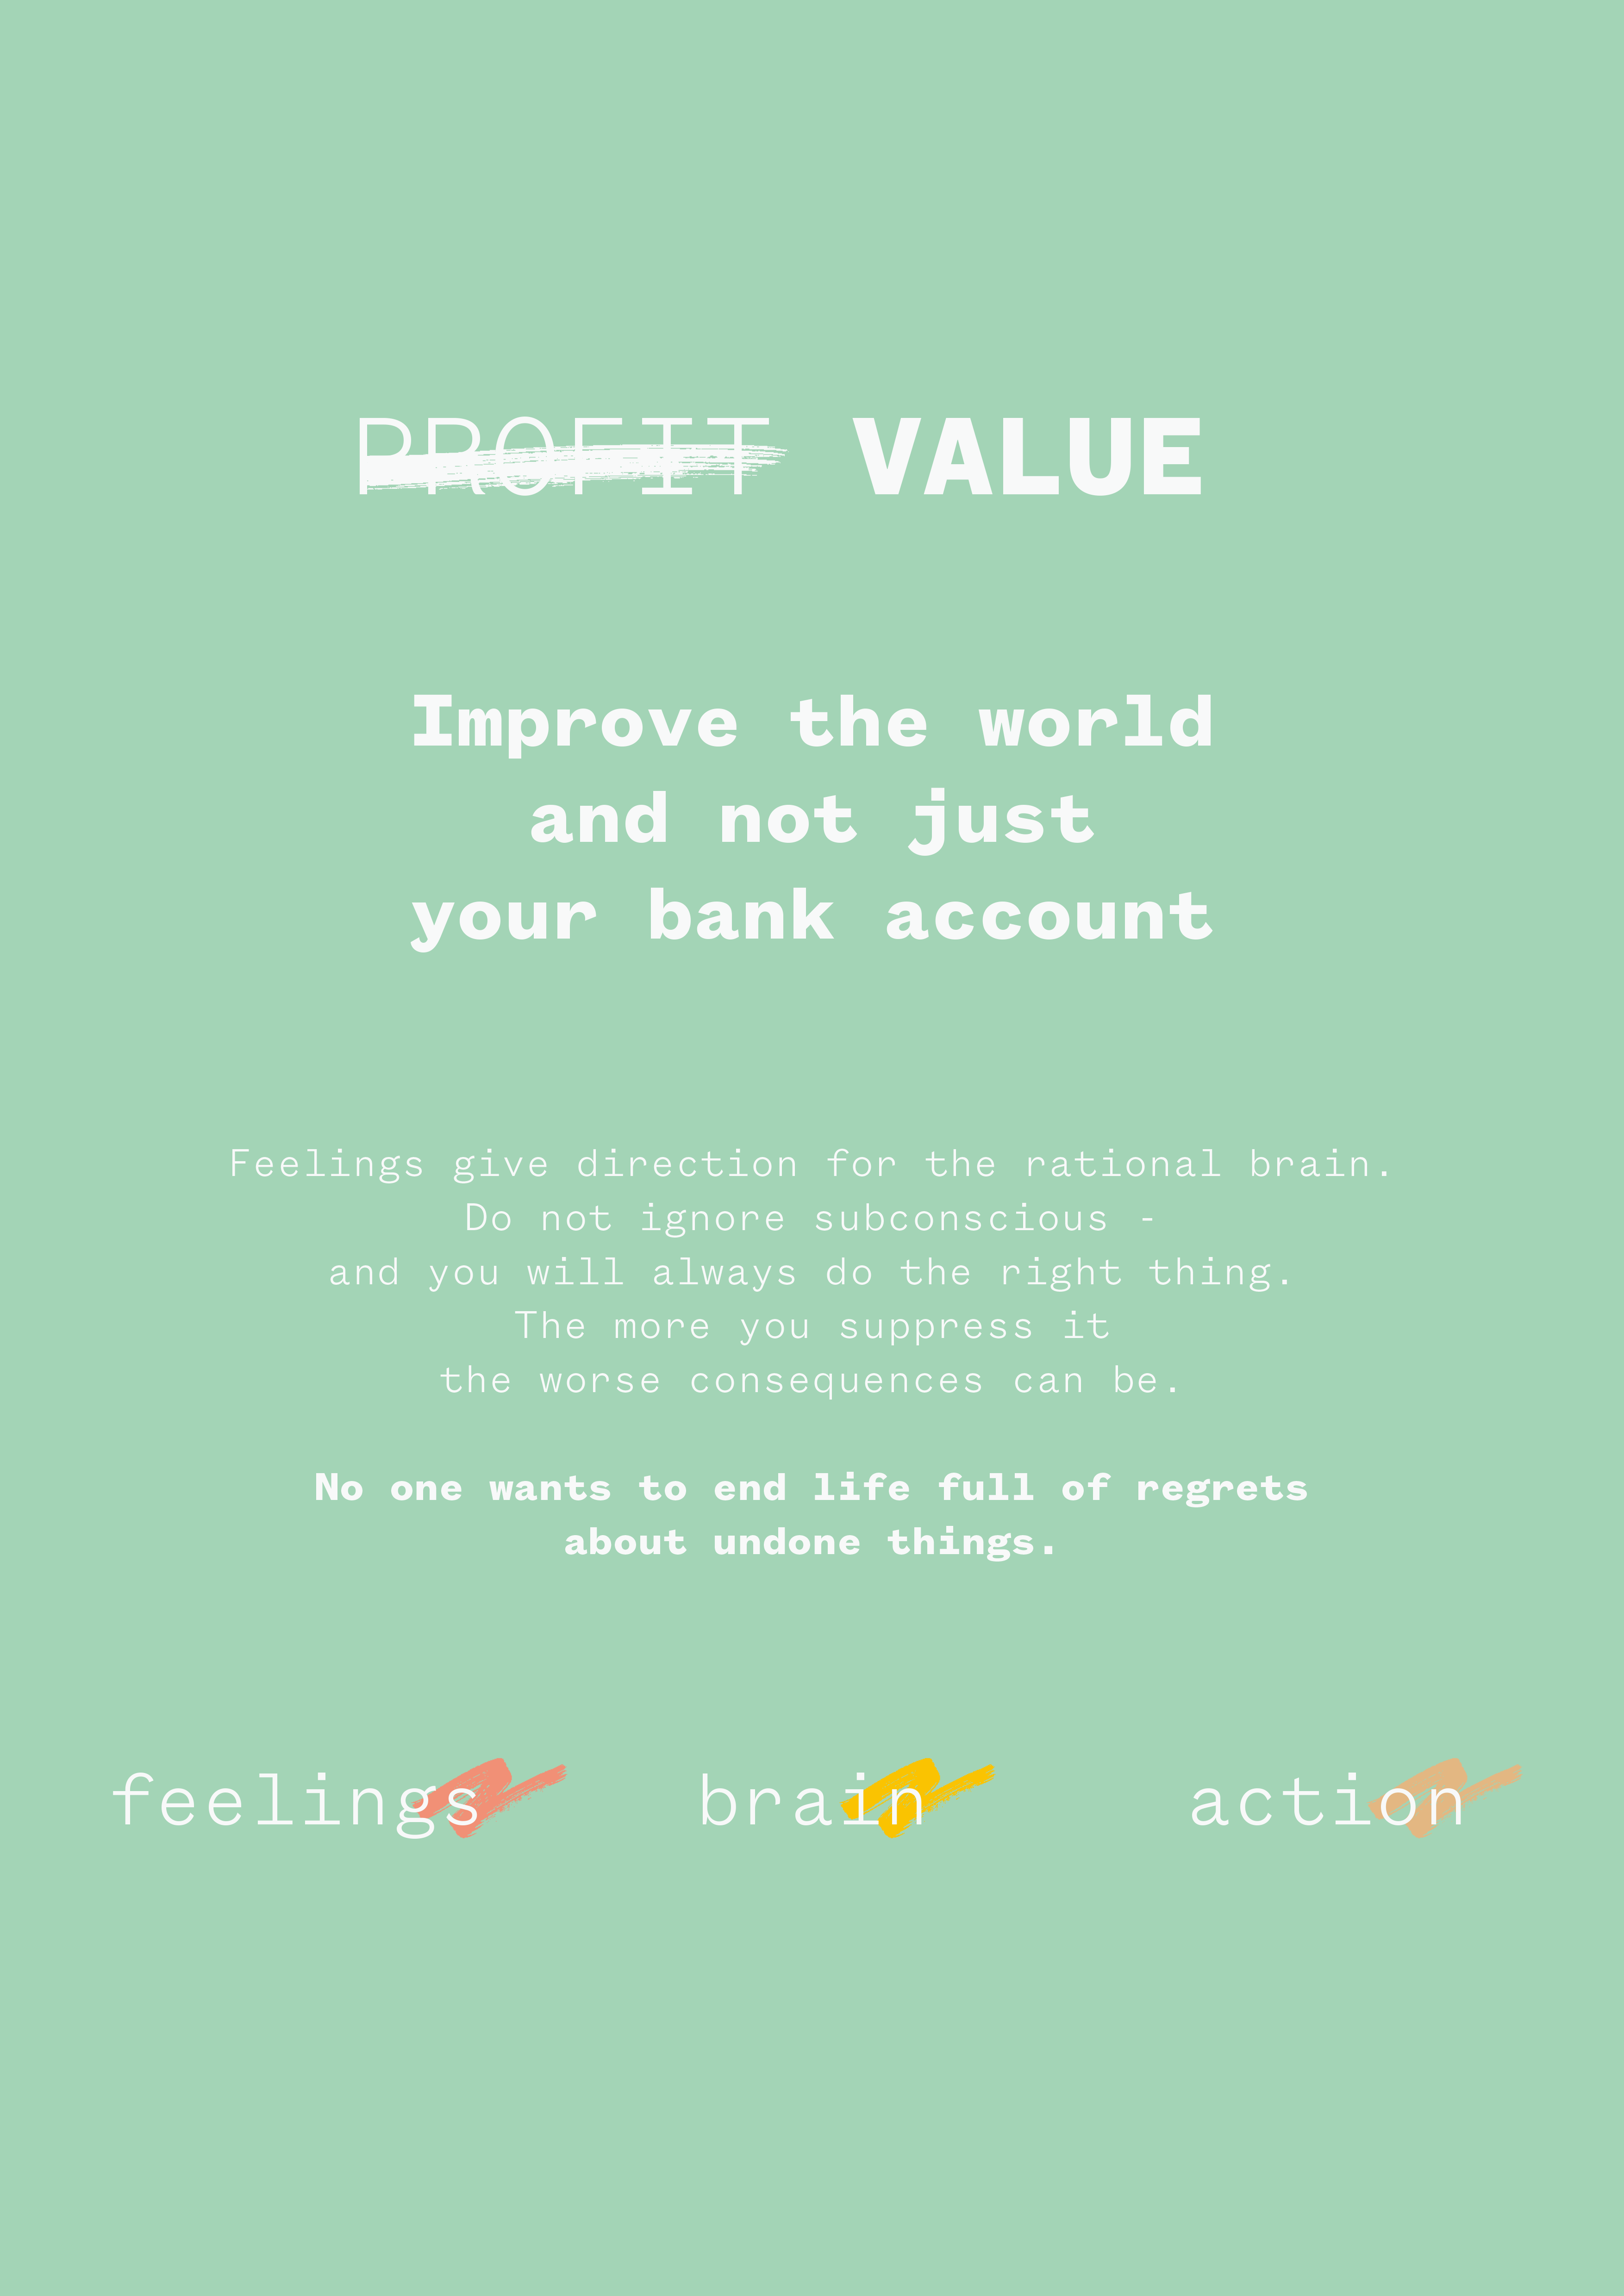 PROFIT VALUE
Improve the world
and not just
your bank account
Feelings give direction for the rational brain.
Do not ignore subconscious -
and you will always do the right thing.
The more you suppress it
the worse consequences can be.
No one wants to end life full of regrets
about undone things.
feelings brain action